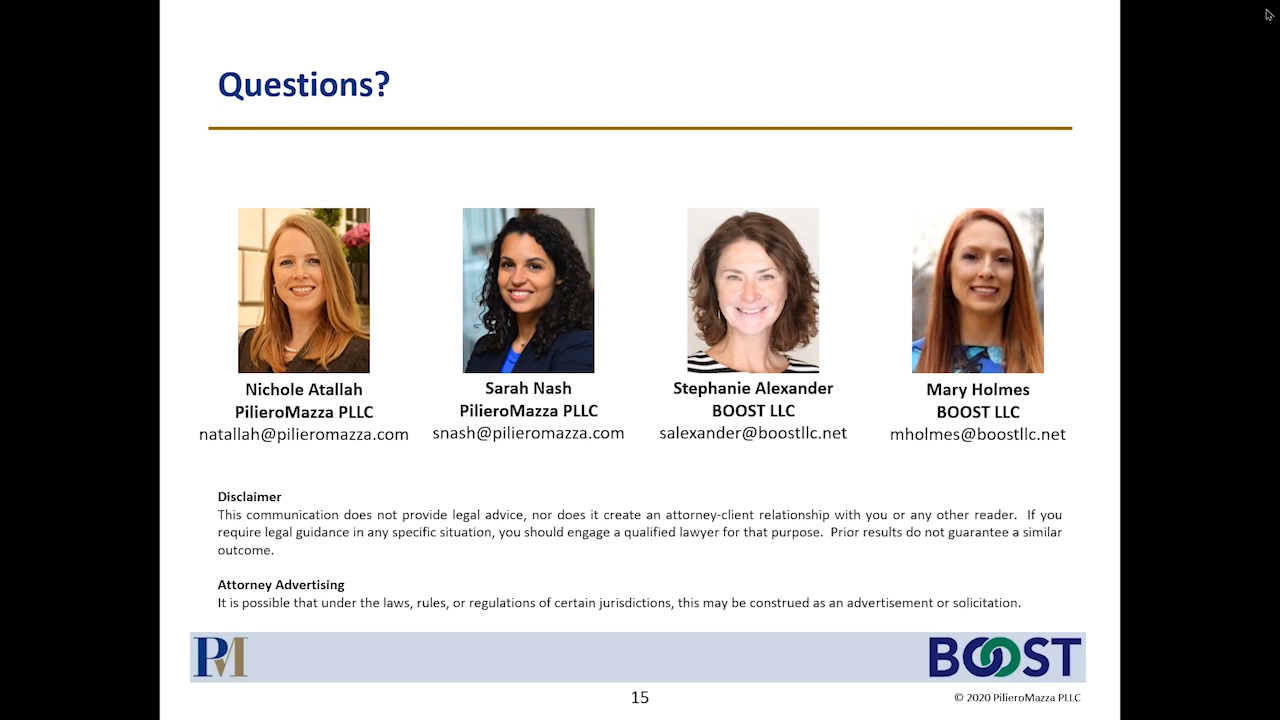 Questions?
Nichole Atallah
PilieroMazza PLLC
natallah@pilieromazza.com
Sarah Nash
PilieroMazza PLLC
snash@pilieromazza.com
Stephanie Alexander
BOOST LLC
salexander@boostllc.net
Mary Holmes
BOOST LLC
mholmes@boostllc.net
Disclaimer
This communication does not provide legal advice, nor does it create an attorney-client relationship with you or any other reader. If you
require legal guidance in any specific situation, you should engage a qualified lawyer for that purpose. Prior results do not guarantee a similar
outcome.
Attorney Advertising
It is possible that under the laws, rules, or regulations of certain jurisdictions, this may be construed as an advertisement or solicitation.
PM
BOOST
15
© 2020 PilieroMazza PLLC